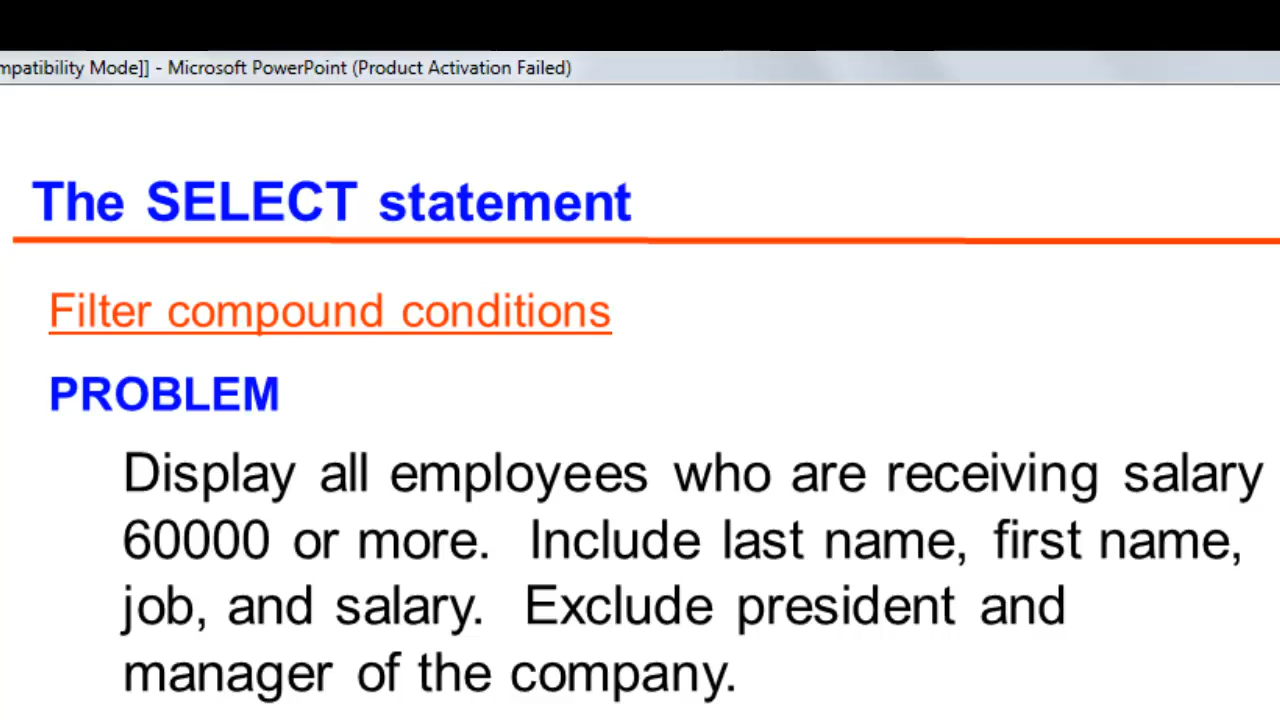 mpatibility Mode]] - Microsoft PowerPoint (Product Activation Failed)
The SELECT statement
Filter compound conditions
PROBLEM
Display all employees who are receiving salary
60000 or more. Include last name, first name,
job, and salary. Exclude president and
manager of the company.